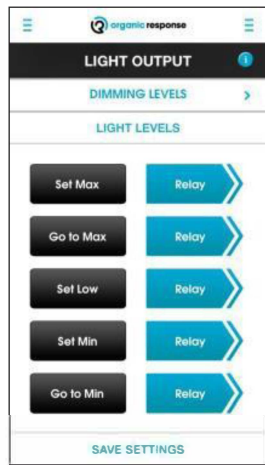 organic response
LIGHT OUTPUT i
DIMMING LEVELS >
LIGHT LEVELS
Set Max Relay
Go to Max Relay
Set Low Relay
Set Min Relay
Go to Min Relay
SAVE SETTINGS